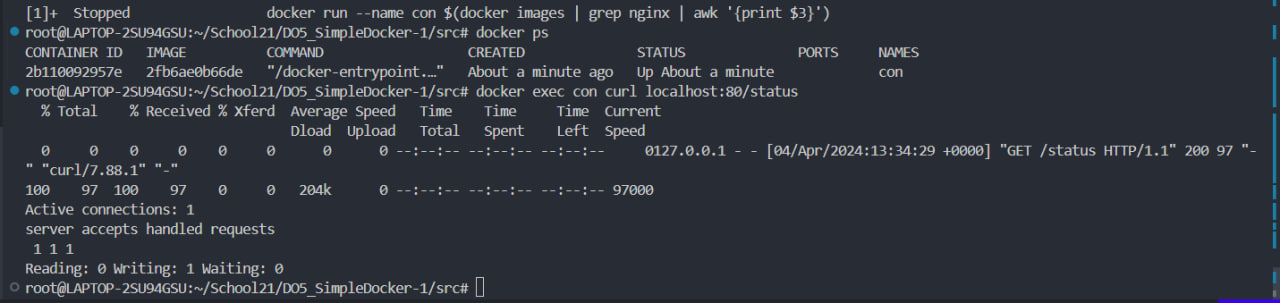 [1]+  Stopped                 docker run --name con $(docker images | grep nginx | awk '{print $3}')
root@LAPTOP-2SU94GSU:~/School21/DO5_SimpleDocker-1/src# docker ps
CONTAINER ID   IMAGE          COMMAND                  CREATED              STATUS              PORTS     NAMES
2b110092957e   2fb6ae0b66de   "/docker-entrypoint.…"   About a minute ago   Up About a minute             con
root@LAPTOP-2SU94GSU:~/School21/DO5_SimpleDocker-1/src# docker exec con curl localhost:80/status
  % Total    % Received % Xferd  Average Speed   Time    Time     Time  Current
                                 Dload  Upload   Total   Spent    Left  Speed
  0     0    0     0    0     0      0      0 --:--:-- --:--:-- --:--:--     0127.0.0.1 - - [04/Apr/2024:13:34:29 +0000] "GET /status HTTP/1.1" 200 97 "-
" "curl/7.88.1" "-"
100    97  100    97    0     0   204k      0 --:--:-- --:--:-- --:--:-- 97000
Active connections: 1
server accepts handled requests
 1 1 1
Reading: 0 Writing: 1 Waiting: 0
root@LAPTOP-2SU94GSU:~/School21/DO5_SimpleDocker-1/src#